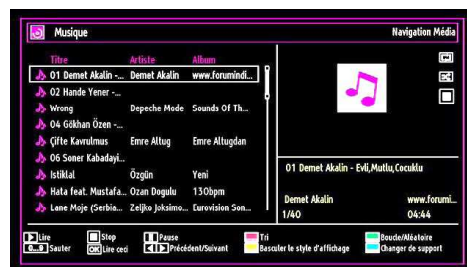 Musique
Navigation Média
Titre Artiste Album
01 Demet Akalin -... Demet Akalin www.forumindi...
02 Hande Yener -...
Wrong Depeche Mode Sounds Of Th...
04 Gökhan Özen -...
Çifte Kavrulmus Emre Altug Emre Altugdan
06 Soner Kabadayi...
Istiklal Özgün Yeni
Hata feat. Mustafa... Ozan Dogulu 130bpm
Lane Moje (Serbia... Zeljko Joksimo... Eurovision Son...
01 Demet Akalin - Evli,Mutlu,Cocuklu
Demet Akalin www.forumi...
1/40 04:44
Lire Stop Pause Tri Boucle/Aléatoire
0...9 Sauter OK Lire ceci Précédent/Suivant Basculer le style d'affichage Changer de support